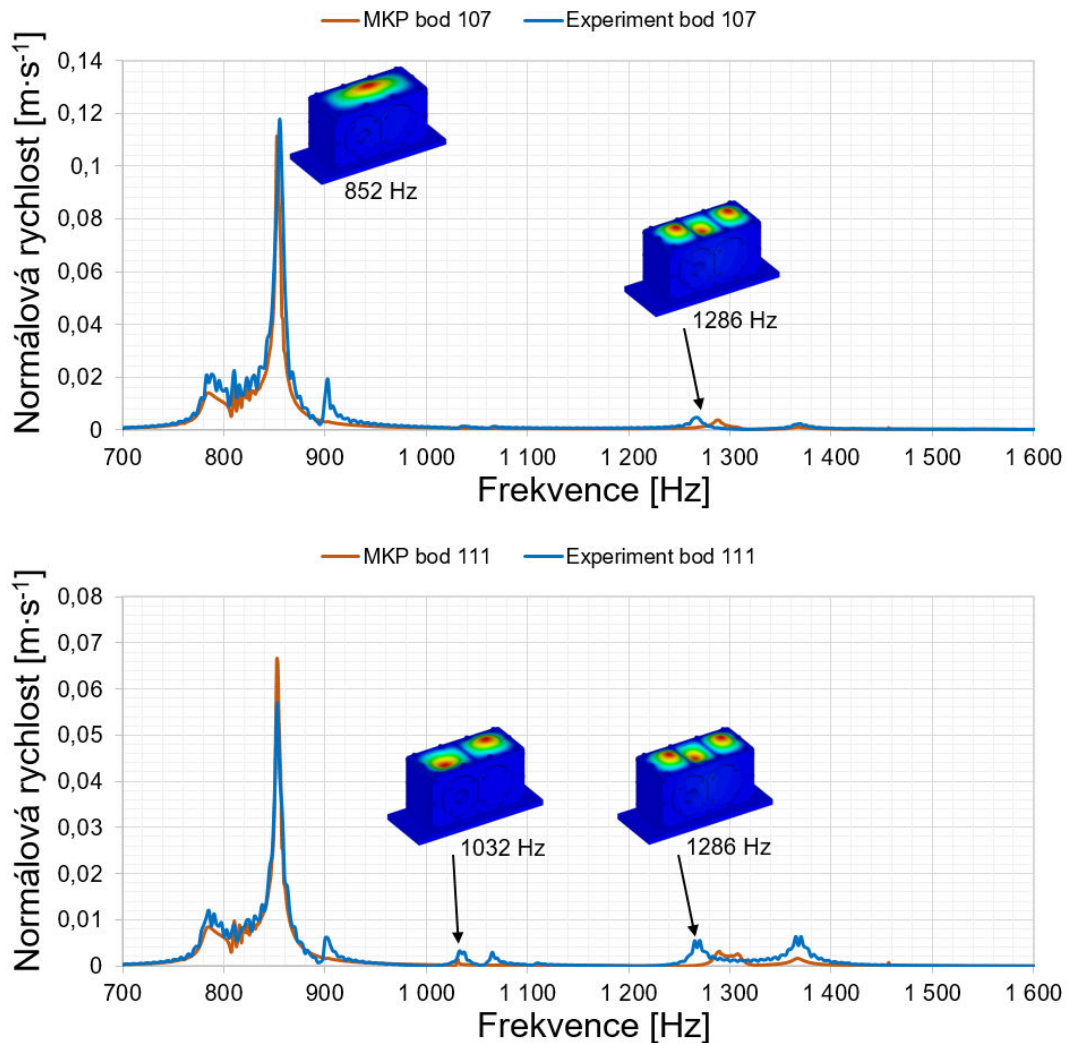 MKP bod 107 Experiment bod 107
Normálová rychlost [m·s⁻¹]
0,14
0,12
0,1
0,08
0,06
0,04
0,02
0
852 Hz
1286 Hz
700 800 900 1 000 1 100 1 200 1 300 1 400 1 500 1 600
Frekvence [Hz]
MKP bod 111 Experiment bod 111
Normálová rychlost [m·s⁻¹]
0,08
0,07
0,06
0,05
0,04
0,03
0,02
0,01
0
1032 Hz
1286 Hz
700 800 900 1 000 1 100 1 200 1 300 1 400 1 500 1 600
Frekvence [Hz]